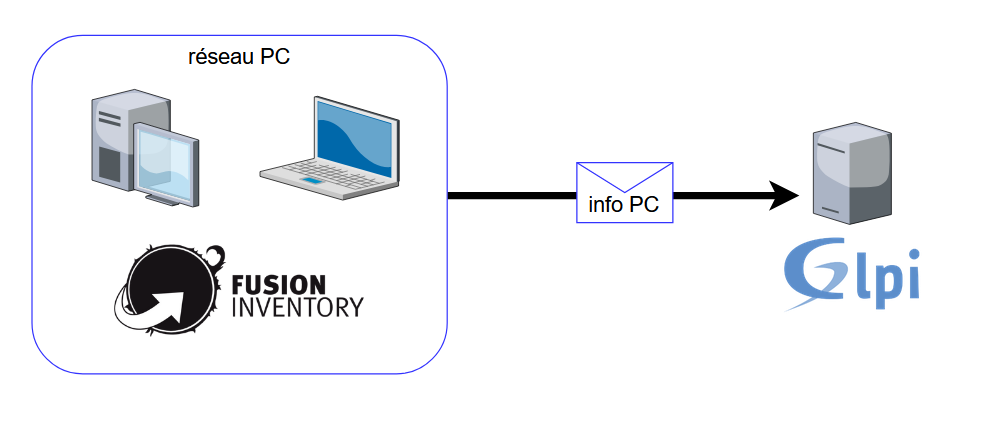 réseau PC
info PC
FUSION
INVENTORY
Glpi